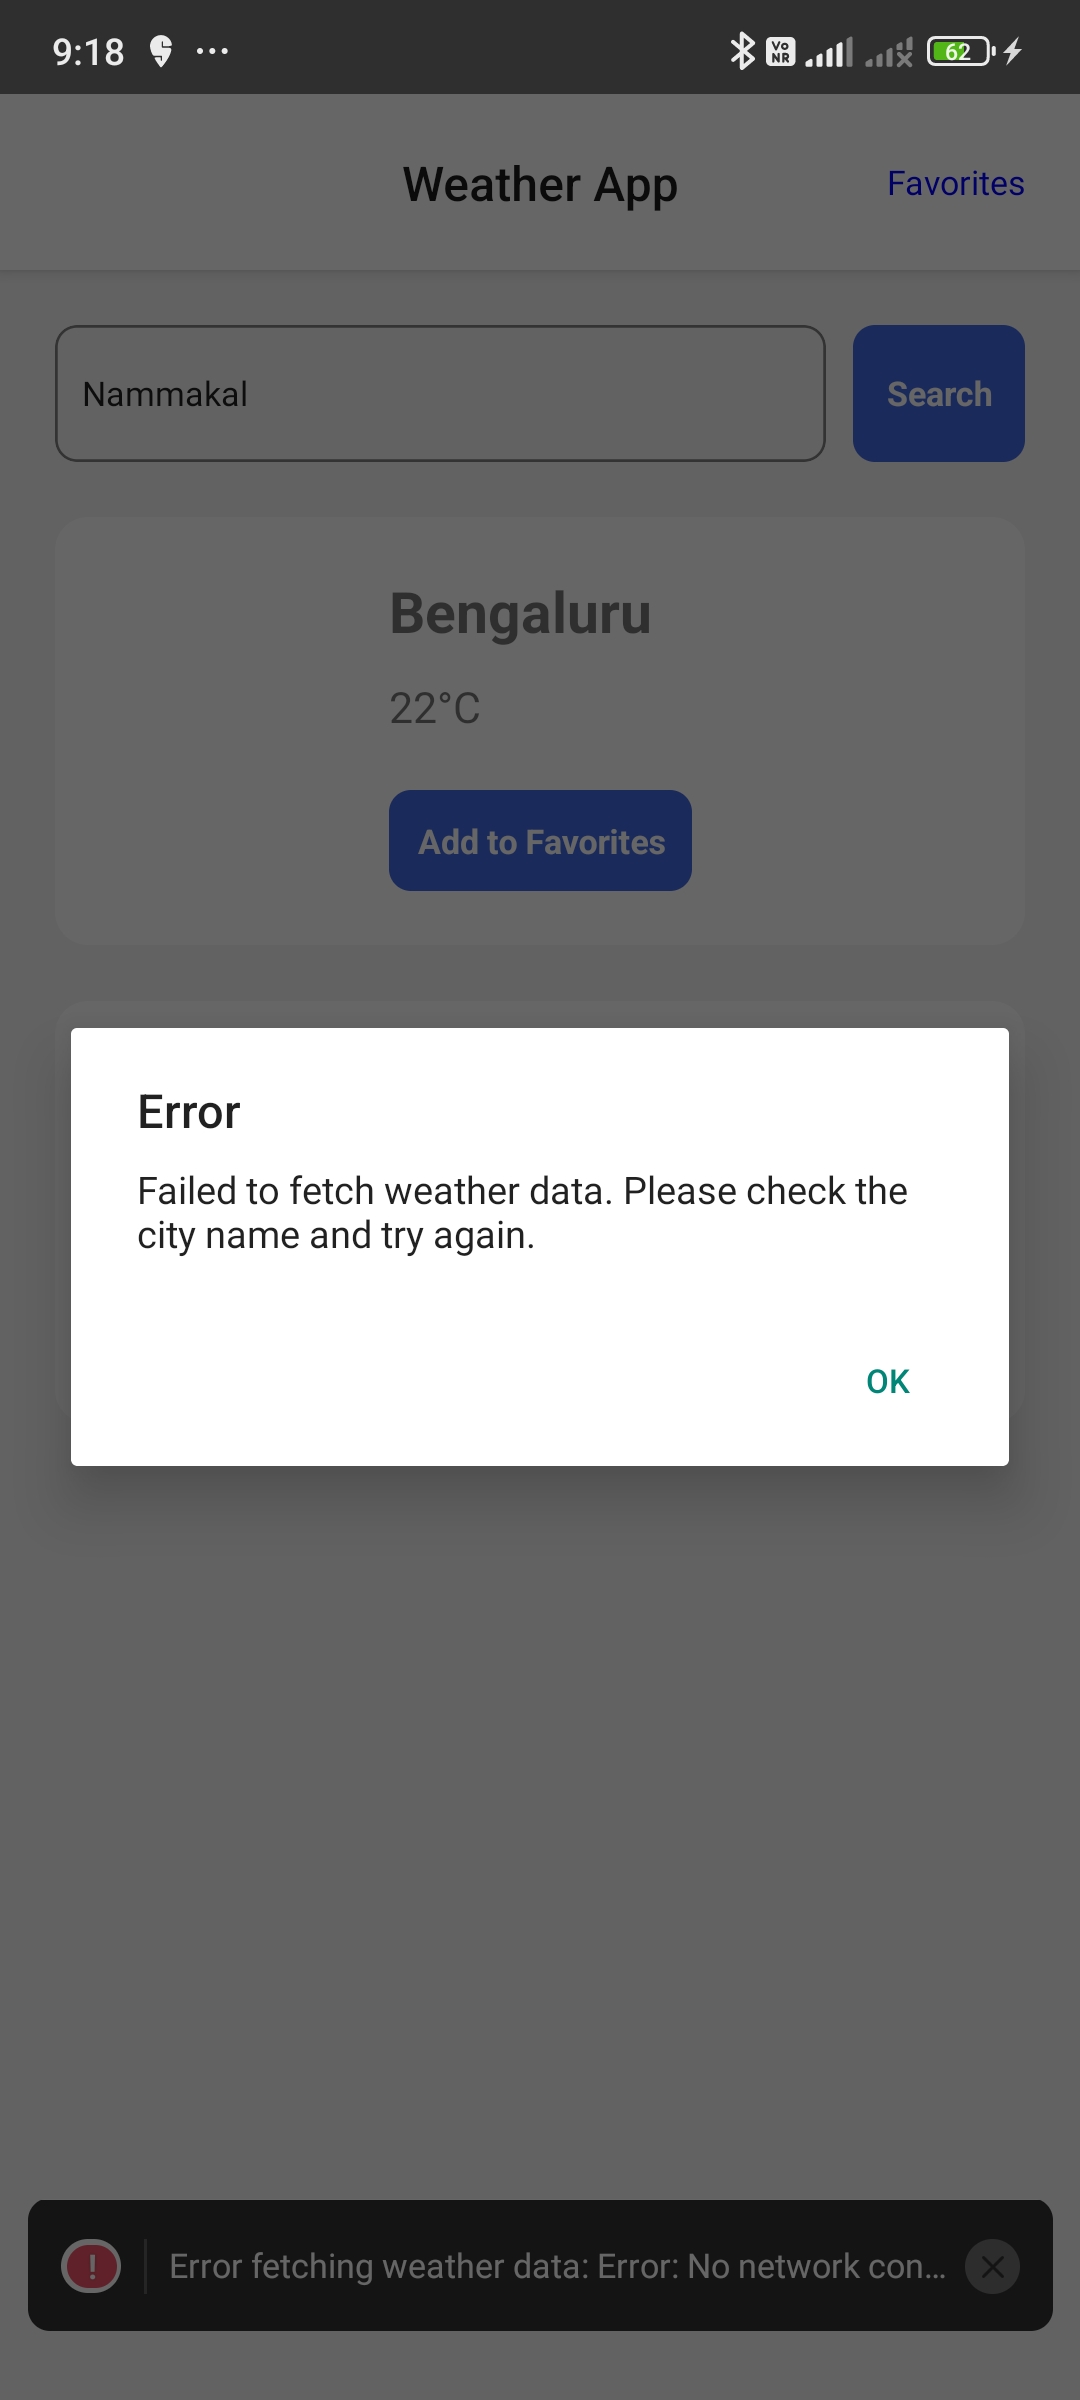 9:18 ...
Vo
NR
62
Weather App
Favorites
Nammakal
Search
Bengaluru
22°C
Add to Favorites
Error
Failed to fetch weather data. Please check the
city name and try again.
OK
! Error fetching weather data: Error: No network con...